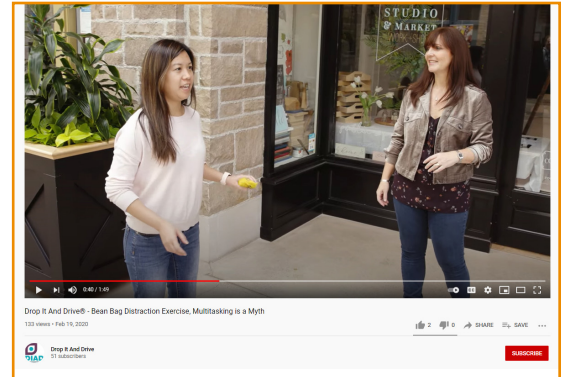 STUDIO
& MARKET
0:40 / 1:49
Drop It And Drive® - Bean Bag Distraction Exercise, Multitasking is a Myth
133 views • Feb 19, 2020
2
0
SHARE
SAVE
DIAD
Drop It And Drive
51 subscribers
SUBSCRIBE